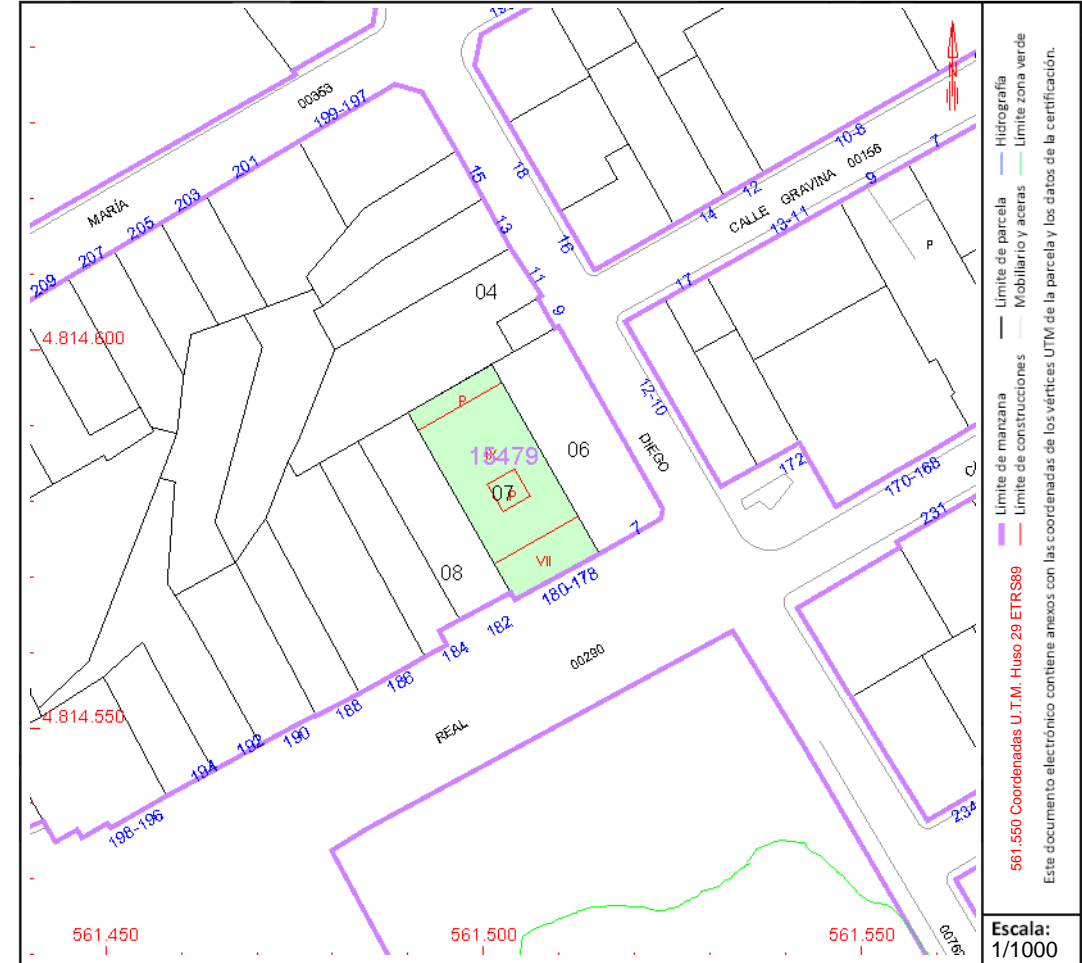 199-197
00353
MARÍA
201
203
205
207
209
15
13
11
9
18
16
14
12
10-8
7
CALLE GRAVINA 00156
9
13-11
17
P
04
4.814.600
12-10
DIEGO
172
170-168
231
P
15479
06
07
P
VII
7
08
180-178
182
184
186
188
190
192
194
198-196
00290
REAL
4.814.550
234
561.450
561.500
561.550
N
Hidrografía
Límite zona verde
Límite de parcela
Mobiliario y aceras
Límite de manzana
Límite de construcciones
561.550 Coordenadas U.T.M. Huso 29 ETRS89
Este documento electrónico contiene anexos con las coordenadas de los vértices UTM de la parcela y los datos de la certificación.
Escala:
1/1000